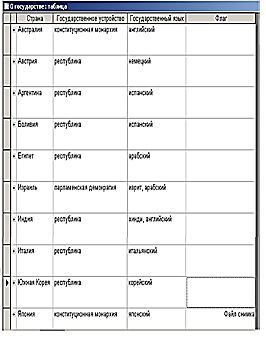 О государстве: таблица
Страна Государственное устройство Государственный язык Флаг
Австралия конституционная монархия английский
Австрия республика немецкий
Аргентина республика испанский
Боливия республика испанский
Египет республика арабский
Израиль парламенская демократия иврит, арабский
Индия республика хинди, английский
Италия республика итальянский
Южная Корея республика корейский
Япония конституционная монархия японский Файл снимка